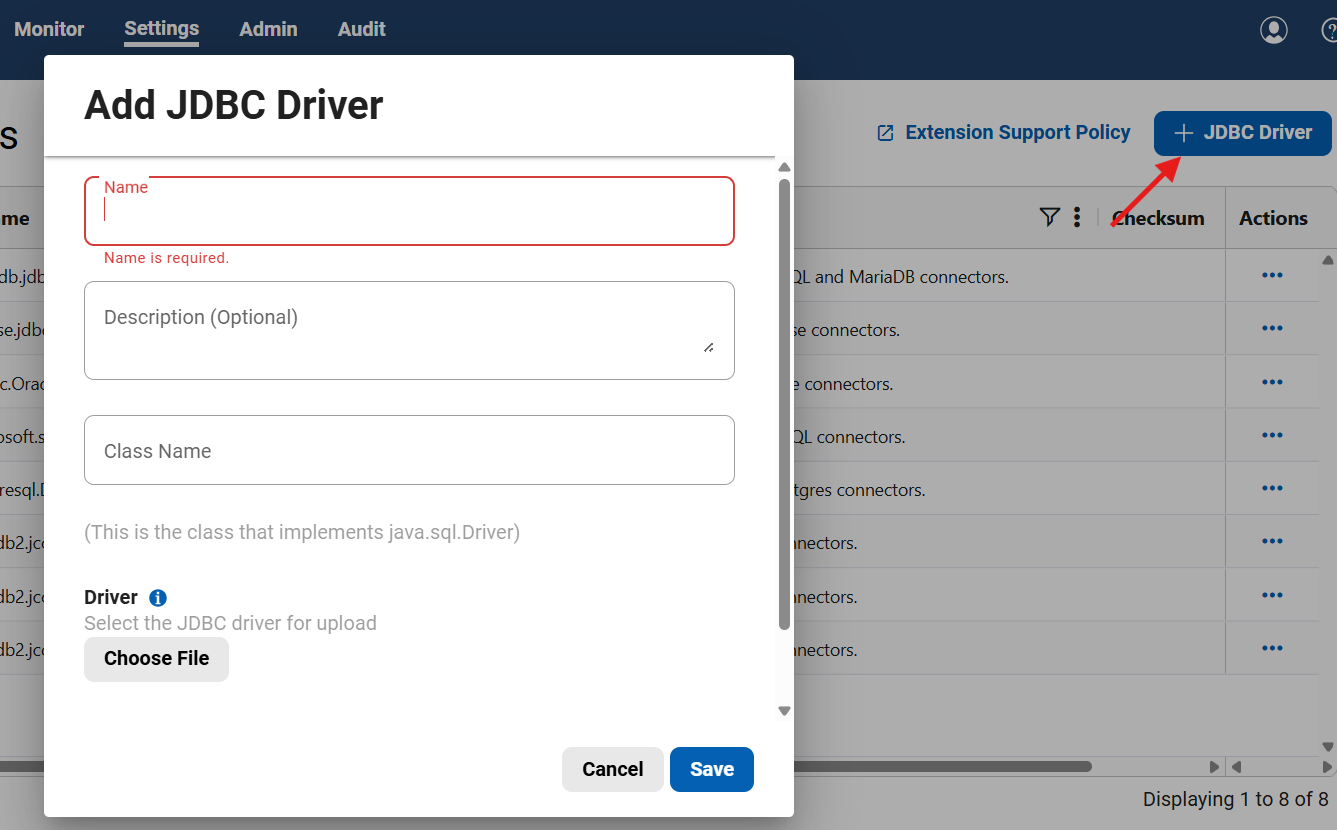 Monitor Settings Admin Audit
Add JDBC Driver
s
Extension Support Policy
JDBC Driver
Name
Name is required.
Description (Optional)
Class Name
(This is the class that implements java.sql.Driver)
Driver
Select the JDBC driver for upload
Choose File
Cancel Save
me Checksum Actions
db.jdb QL and MariaDB connectors.
se.jdb se connectors.
c.Orac e connectors.
osoft.s QL connectors.
resql. tgres connectors.
db2.jc nnectors.
db2.jc nnectors.
db2.jc nnectors.
Displaying 1 to 8 of 8